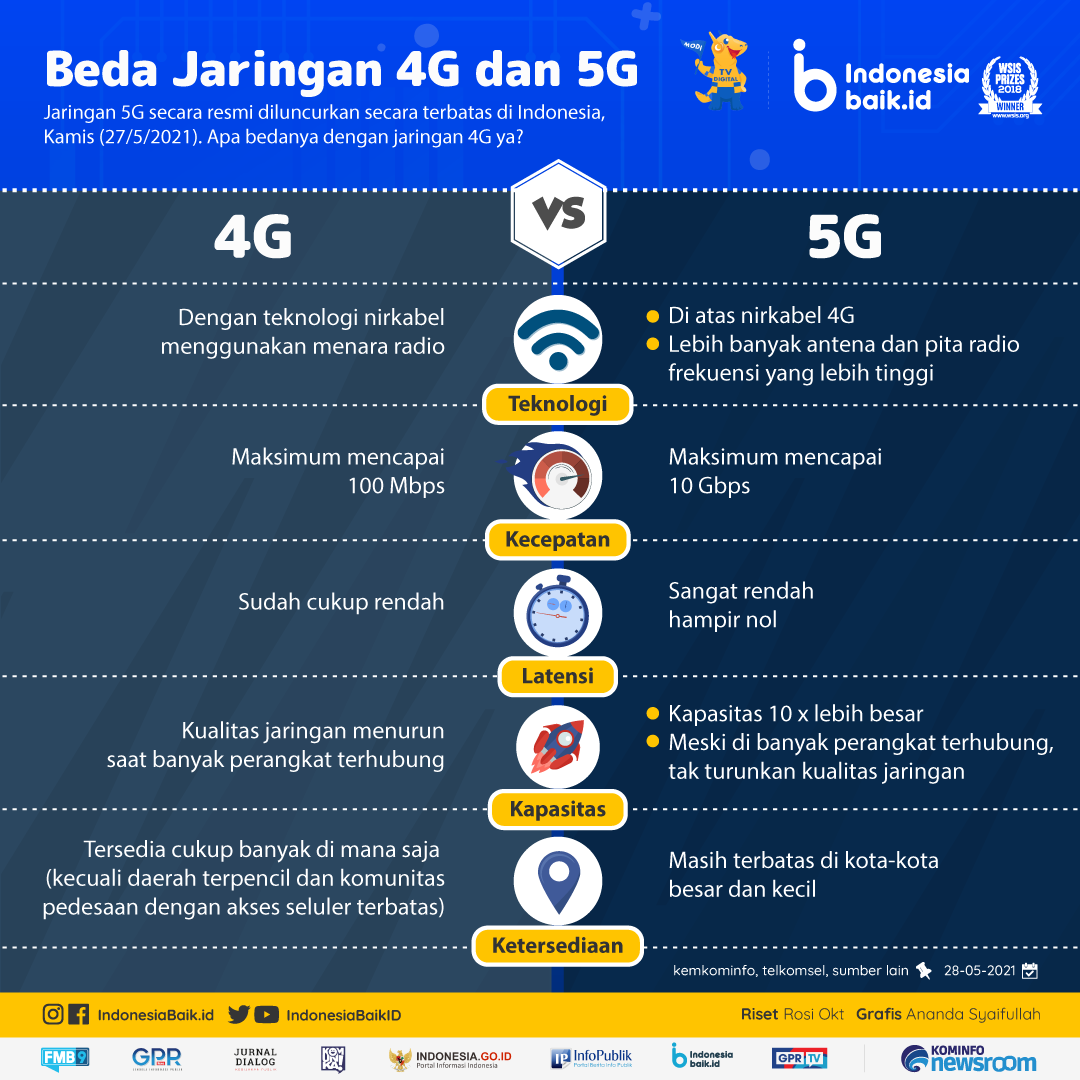 Beda Jaringan 4G dan 5G
Jaringan 5G secara resmi diluncurkan secara terbatas di Indonesia,
Kamis (27/5/2021). Apa bedanya dengan jaringan 4G ya?
MODI
TV
DIGITAL
Indonesia
baik.id
WSIS
PRIZES
2018
WINNER
www.wsis.org
4G
VS
5G
Dengan teknologi nirkabel
menggunakan menara radio
Teknologi
Di atas nirkabel 4G
Lebih banyak antena dan pita radio
frekuensi yang lebih tinggi
Maksimum mencapai
100 Mbps
Kecepatan
Maksimum mencapai
10 Gbps
Sudah cukup rendah
Latensi
Sangat rendah
hampir nol
Kualitas jaringan menurun
saat banyak perangkat terhubung
Kapasitas
Kapasitas 10 x lebih besar
Meski di banyak perangkat terhubung,
tak turunkan kualitas jaringan
Tersedia cukup banyak di mana saja
(kecuali daerah terpencil dan komunitas
pedesaan dengan akses seluler terbatas)
Ketersediaan
Masih terbatas di kota-kota
besar dan kecil
kemkominfo, telkomsel, sumber lain
28-05-2021
IndonesiaBaik.id
IndonesiaBaikID
Riset Rosi Okt
Grafis Ananda Syaifullah
FMB9
GPR
JURNAL
DIALOG
INDONESIA.GO.ID
Portal Informasi Indonesia
InfoPublik
Portal Berita Info Publik
Indonesia
baik.id
GPR TV
KOMINFO
newsroom